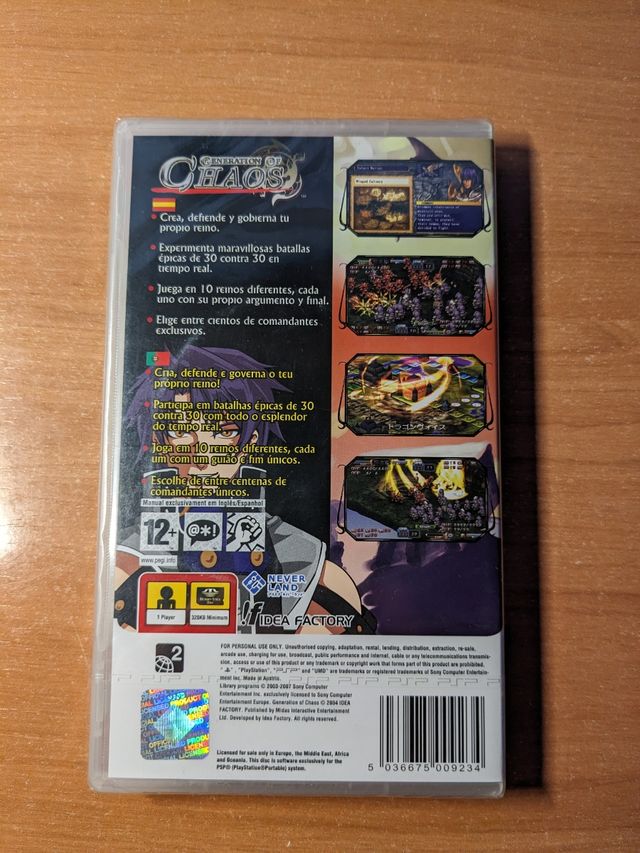 GENERATION OF
CHAOS
• Crea, defiende y gobierna tu
propio reino.
• Experimenta maravillosas batallas
épicas de 30 contra 30 en
tiempo real.
• Juega en 10 reinos diferentes, cada
uno con su propio argumento y final.
• Elige entre cientos de comandantes
exclusivos.
• Cria, defende e governa o teu
próprio reino!
• Participa em batalhas épicas de 30
contra 30 com todo o esplendor
do tempo real.
• Joga em 10 reinos diferentes, cada
um com um guião e fim únicos.
• Escolhe de entre centenas de
comandantes únicos.
Manual exclusivamente em Inglês/Español
12+
@*!
www.pegi.info
1 Player
320KB Minimum
NEVER
LAND
IDEA FACTORY
ドラゴンヴォイス
2
FOR PERSONAL USE ONLY. Unauthorised copying, adaptation, rental, lending, distribution, extraction, re-sale,
arcade use, charging for use, broadcast, public performance and internet, cable or any telecommunications transmis-
sion, access or use of this product or any trademark or copyright work that forms part of this product are prohibited.
"PlayStation", "PSP" and "UMD" are trademarks or registered trademarks of Sony Computer Entertain-
ment Inc. Made in Austria.
Library programs © 2003-2007 Sony Computer
Entertainment Inc. exclusively licensed to Sony Computer
Entertainment Europe. Generation of Chaos © 2004 IDEA
FACTORY. Published by Midas Interactive Entertainment
Ltd. Developed by Idea Factory. All rights reserved.
Licensed for sale only in Europe, the Middle East, Africa
and Oceania. This disc is software exclusively for the
PSP® (PlayStation®Portable) system.
5 036675 009234